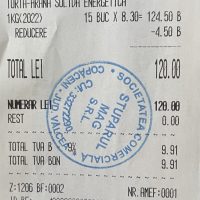 TORTA-HRANA SOLIDA ENERGETICA
1KG(2022) 15 BUC X 8.30= 124.50 B
REDUCERE -4.50 B
TOTAL LEI 120.00
NUMERAR LEI 120.00
REST 0.00
TOTAL TVA B 9% 9.91
TOTAL TVA BON 9.91
Z:1206 BF:0002 NR.AMEF:0001
SOCIETATEA COMERCIALA
STUPARUL
MAG
S.R.L.
COPACENI